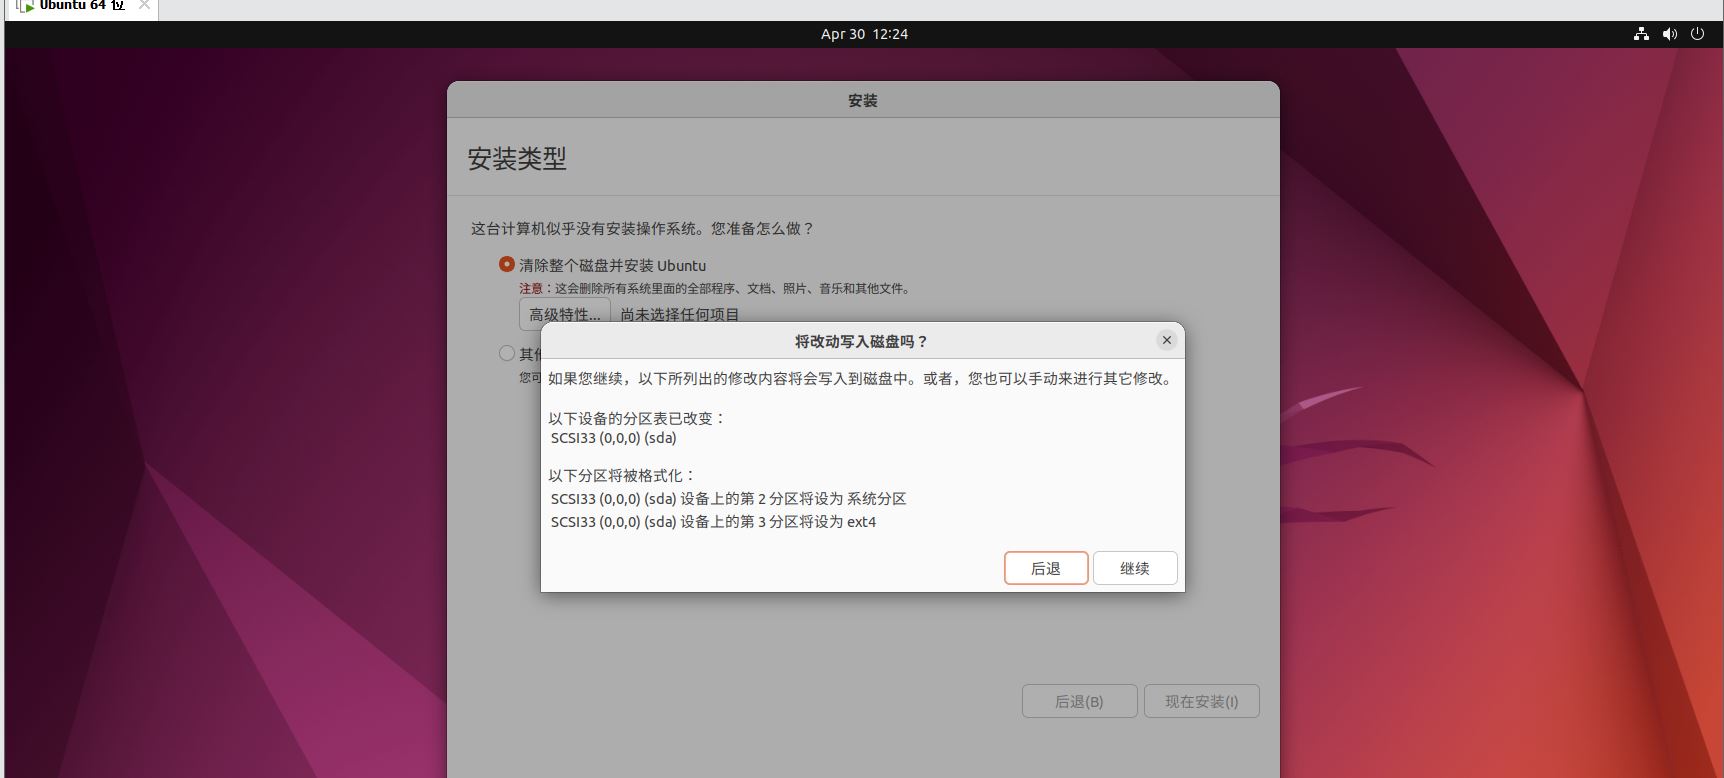 Ubuntu 64 位
Apr 30 12:24
安装
安装类型
这台计算机似乎没有安装操作系统。您准备怎么做？
清除整个磁盘并安装 Ubuntu
注意：这会删除所有系统里面的全部程序、文档、照片、音乐和其他文件。
高级特性... 尚未选择任何项目
其他
您可
将改动写入磁盘吗？
如果您继续，以下所列出的修改内容将会写入到磁盘中。或者，您也可以手动来进行其它修改。
以下设备的分区表已改变：
SCSI33 (0,0,0) (sda)
以下分区将被格式化：
SCSI33 (0,0,0) (sda) 设备上的第 2 分区将设为 系统分区
SCSI33 (0,0,0) (sda) 设备上的第 3 分区将设为 ext4
后退 继续
后退(B) 现在安装(I)